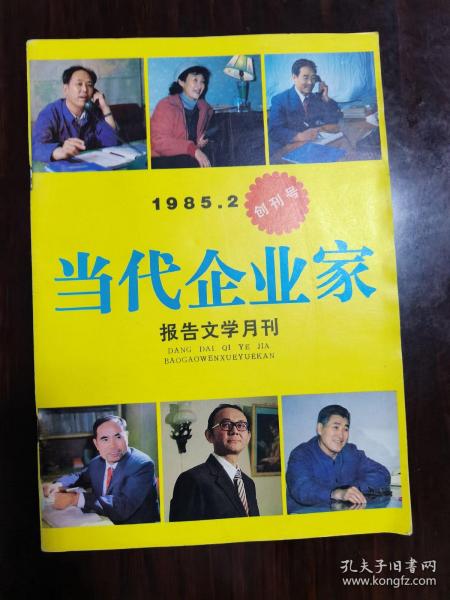 1985.2
创刊号
当代企业家
报告文学月刊
DANG DAI QI YE JIA
BAOGAOWENXUEYUEKAN
孔夫子旧书网
www.kongfz.com